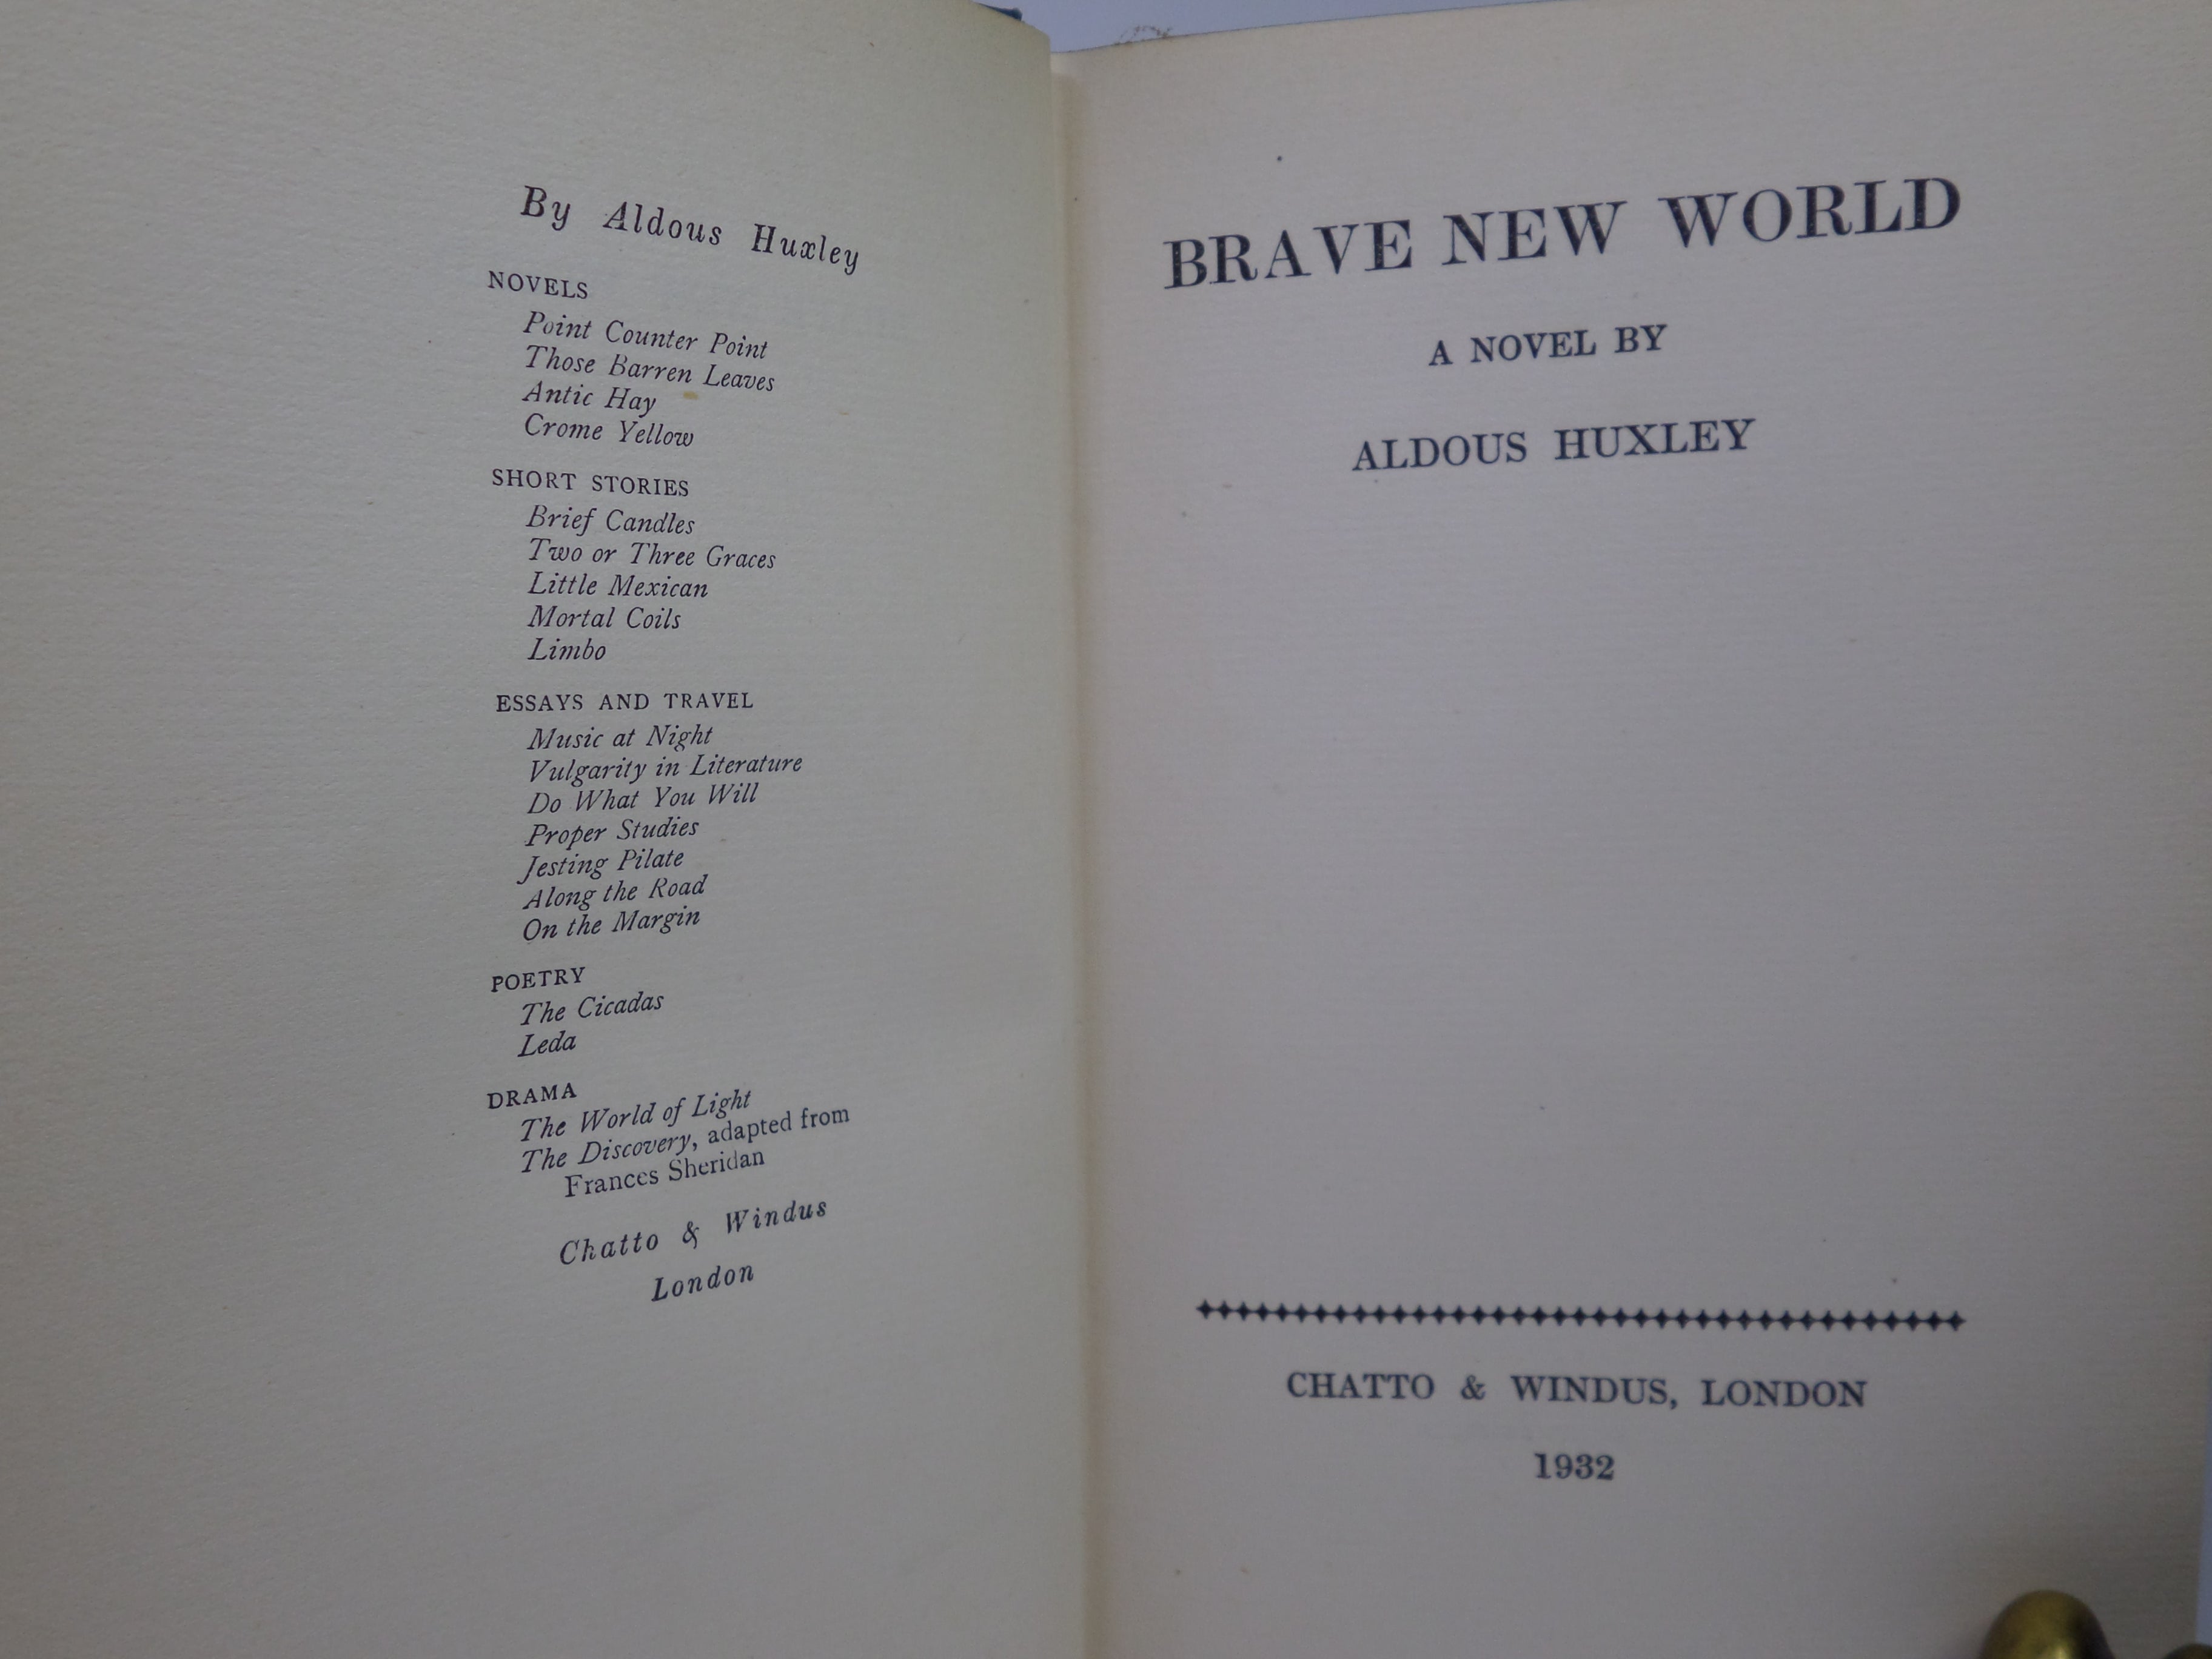 By Aldous Huxley
NOVELS
Point Counter Point
Those Barren Leaves
Antic Hay
Crome Yellow
SHORT STORIES
Brief Candles
Two or Three Graces
Little Mexican
Mortal Coils
Limbo
ESSAYS AND TRAVEL
Music at Night
Vulgarity in Literature
Do What You Will
Proper Studies
Jesting Pilate
Along the Road
On the Margin
POETRY
The Cicadas
Leda
DRAMA
The World of Light
The Discovery, adapted from
Frances Sheridan
Chatto & Windus
London
BRAVE NEW WORLD
A NOVEL BY
ALDOUS HUXLEY
CHATTO & WINDUS, LONDON
1932